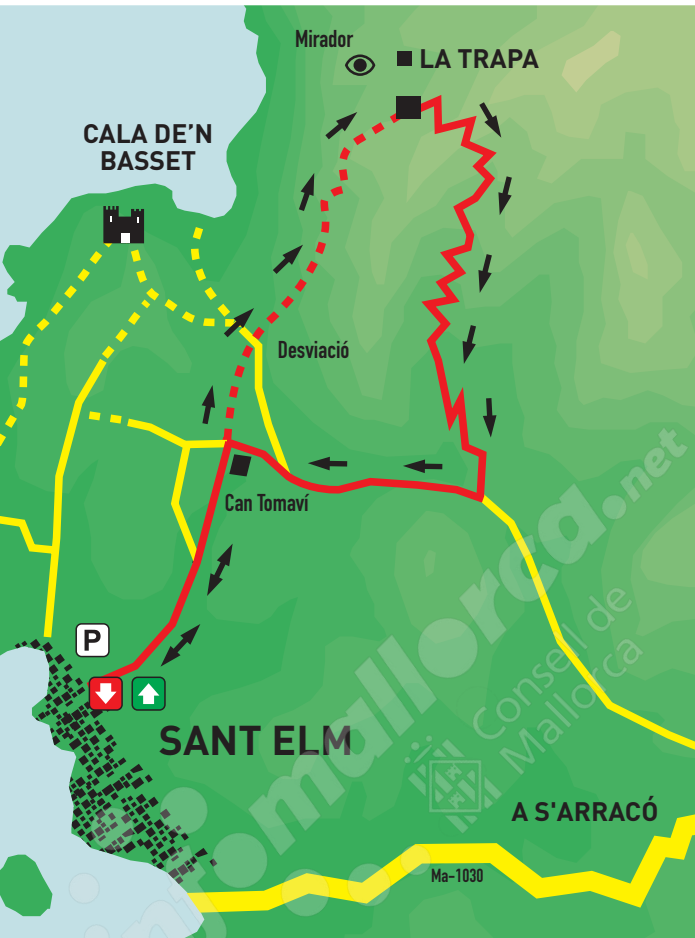 Mirador
LA TRAPA
CALA DE'N
BASSET
Desviació
Can Tomaví
P
SANT ELM
A S'ARRACÓ
Ma-1030
infomallorca.net
Consell de
Mallorca